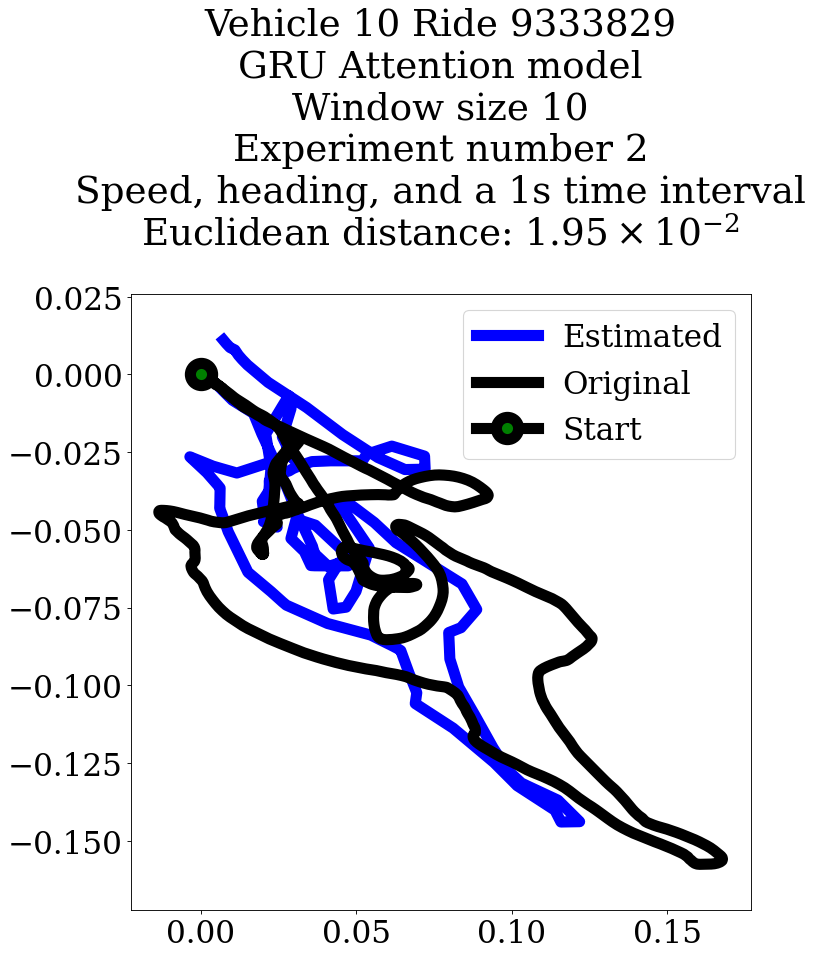 Vehicle 10 Ride 9333829
GRU Attention model
Window size 10
Experiment number 2
Speed, heading, and a 1s time interval
Euclidean distance: 1.95 × 10⁻²
0.025
0.000
−0.025
−0.050
−0.075
−0.100
−0.125
−0.150
Estimated
Original
Start
0.00 0.05 0.10 0.15